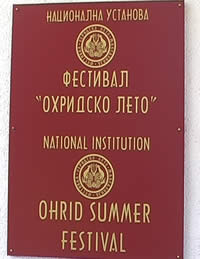 НАЦИОНАЛНА УСТАНОВА
ФЕСТИВАЛ
"ОХРИДСКО ЛЕТО"
NATIONAL INSTITUTION
OHRID SUMMER
FESTIVAL